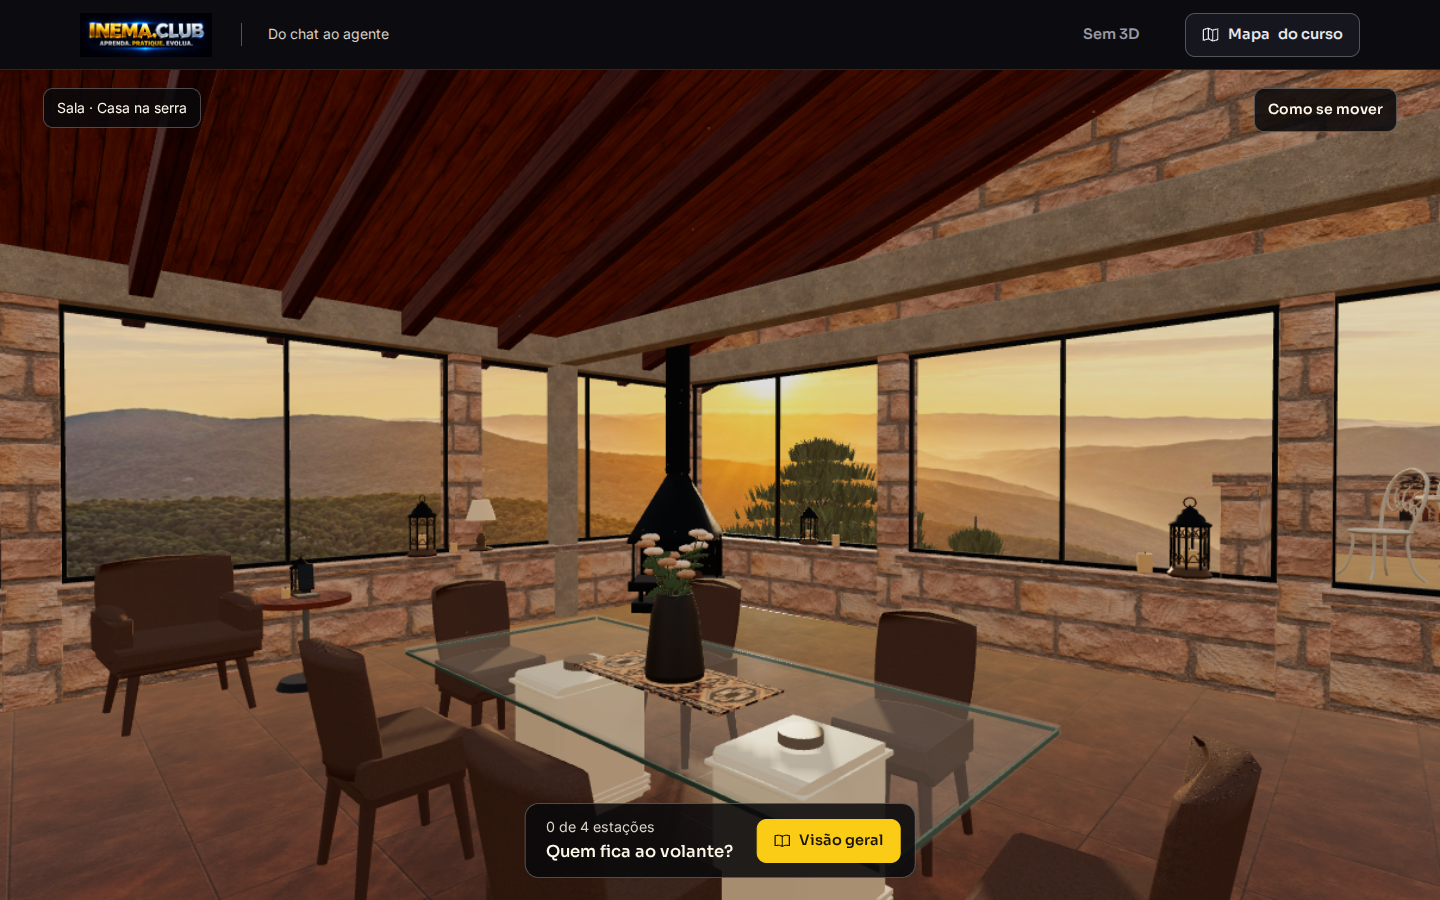 INEMA.CLUB
APRENDA. PRATIQUE. EVOLUA.
Do chat ao agente
Sem 3D
Mapa do curso
Sala · Casa na serra
Como se mover
0 de 4 estações
Quem fica ao volante?
Visão geral